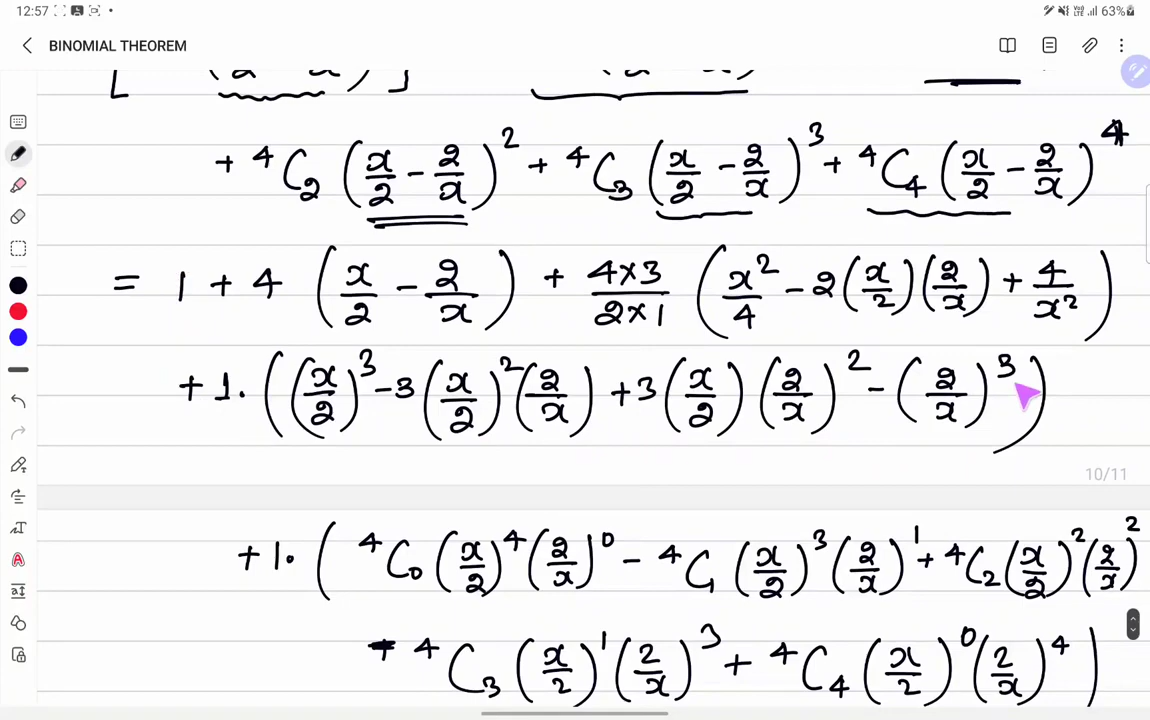 12:57 63%
BINOMIAL THEOREM
+ ⁴C₂ (x/2 − 2/x)² + ⁴C₃ (x/2 − 2/x)³ + ⁴C₄ (x/2 − 2/x)⁴
= 1 + 4 (x/2 − 2/x) + 4×3/2×1 (x²/4 − 2(x/2)(2/x) + 4/x²)
+ 1. ((x/2)³ − 3(x/2)²(2/x) + 3(x/2)(2/x)² − (2/x)³)
10/11
+ 1. (⁴C₀ (x/2)⁴ (2/x)⁰ − ⁴C₁ (x/2)³ (2/x)¹ + ⁴C₂ (x/2)² (2/x)²
− ⁴C₃ (x/2)¹ (2/x)³ + ⁴C₄ (x/2)⁰ (2/x)⁴)